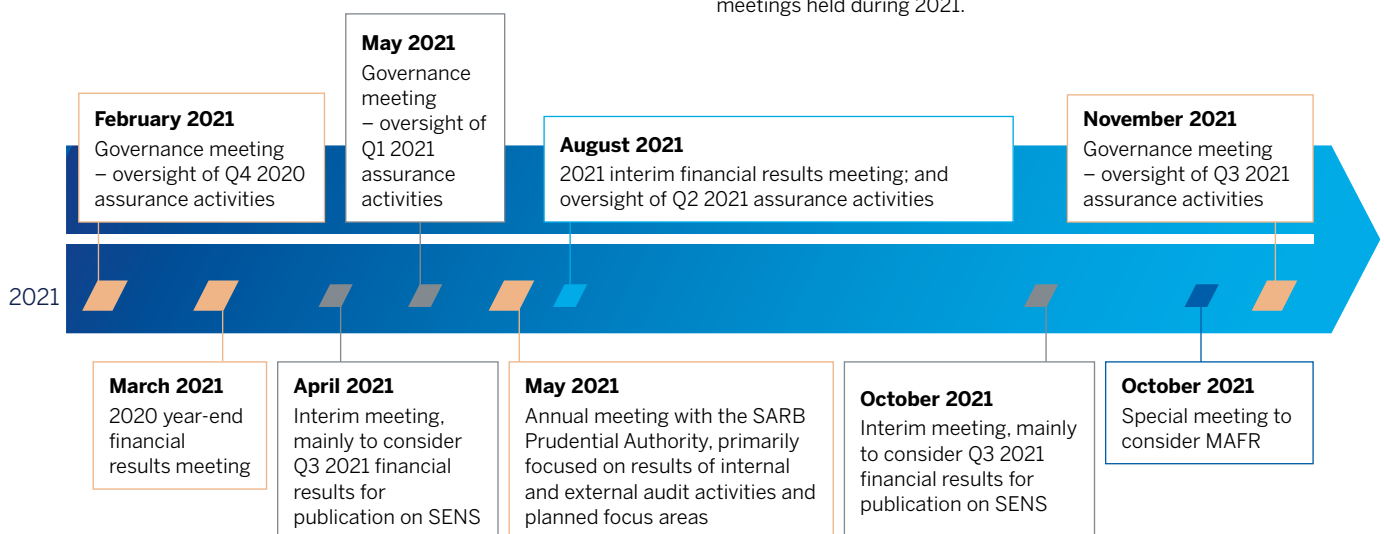 meetings held during 2021.
May 2021
Governance
meeting
– oversight of
Q1 2021
assurance
activities
February 2021
Governance meeting
– oversight of Q4 2020
assurance activities
August 2021
2021 interim financial results meeting; and
oversight of Q2 2021 assurance activities
November 2021
Governance meeting
– oversight of Q3 2021
assurance activities
2021
March 2021
2020 year-end
financial
results meeting
April 2021
Interim meeting,
mainly to consider
Q3 2021 financial
results for
publication on SENS
May 2021
Annual meeting with the SARB
Prudential Authority, primarily
focused on results of internal
and external audit activities and
planned focus areas
October 2021
Interim meeting, mainly
to consider Q3 2021
financial results for
publication on SENS
October 2021
Special meeting to
consider MAFR